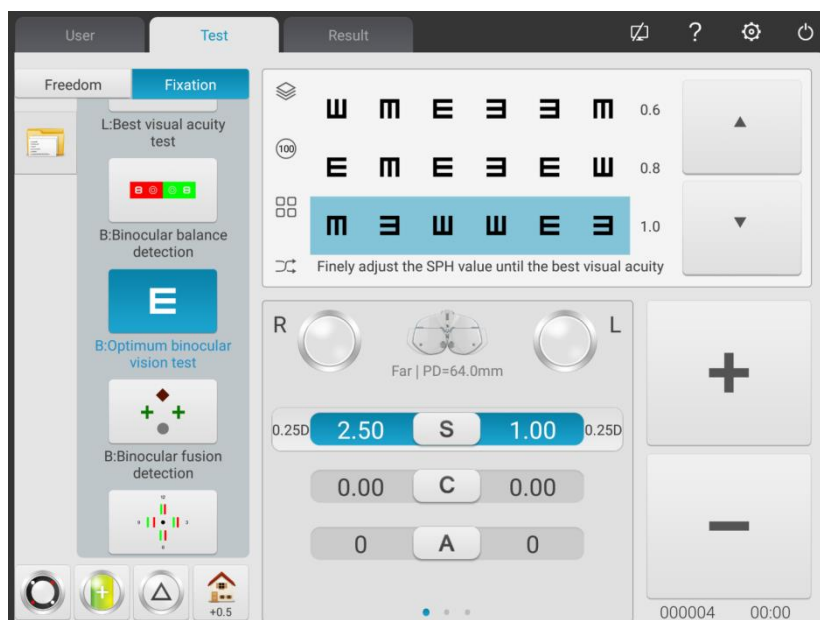 User
Test
Result
?
Freedom
Fixation
L:Best visual acuity
test
B:Binocular balance
detection
E
B:Optimum binocular
vision test
B:Binocular fusion
detection
+0.5
100
Ш m E Ǝ Ǝ m 0.6
E m E Ǝ E Ш 0.8
m Ǝ Ш Ш E Ǝ 1.0
Finely adjust the SPH value until the best visual acuity
R
L
Far | PD=64.0mm
0.25D 2.50 S 1.00 0.25D
0.00 C 0.00
0 A 0
+
−
000004 00:00